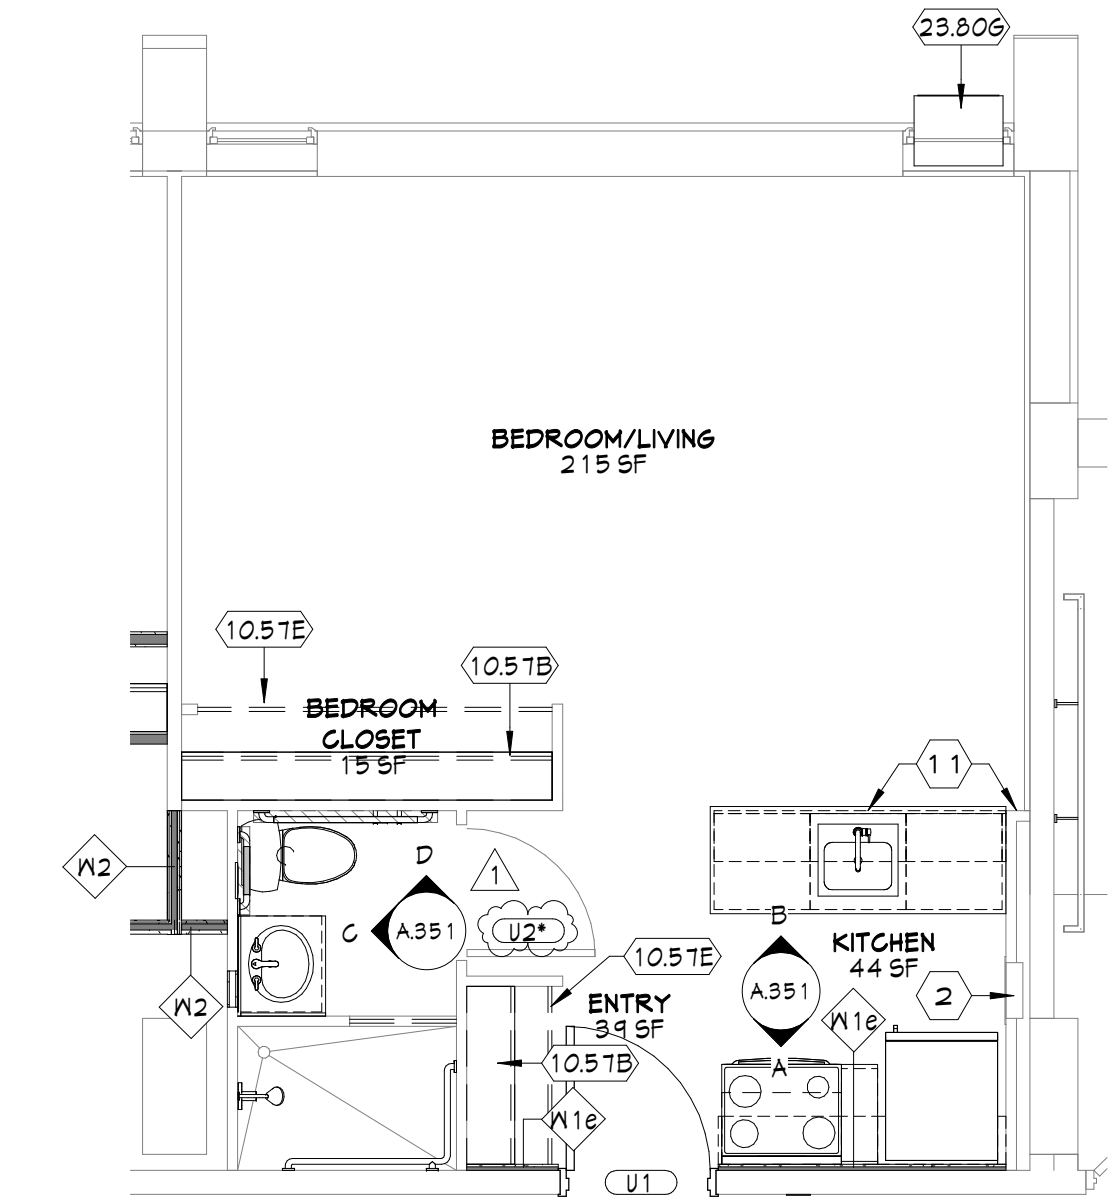 23.80G
BEDROOM/LIVING
215 SF
10.57E
10.57B
BEDROOM
CLOSET
15 SF
11
W2
D
1
C
A.351
U2*
B
KITCHEN
44 SF
10.57E
A.351
2
W2
ENTRY
39 SF
W1e
10.57B
A
W1e
U1